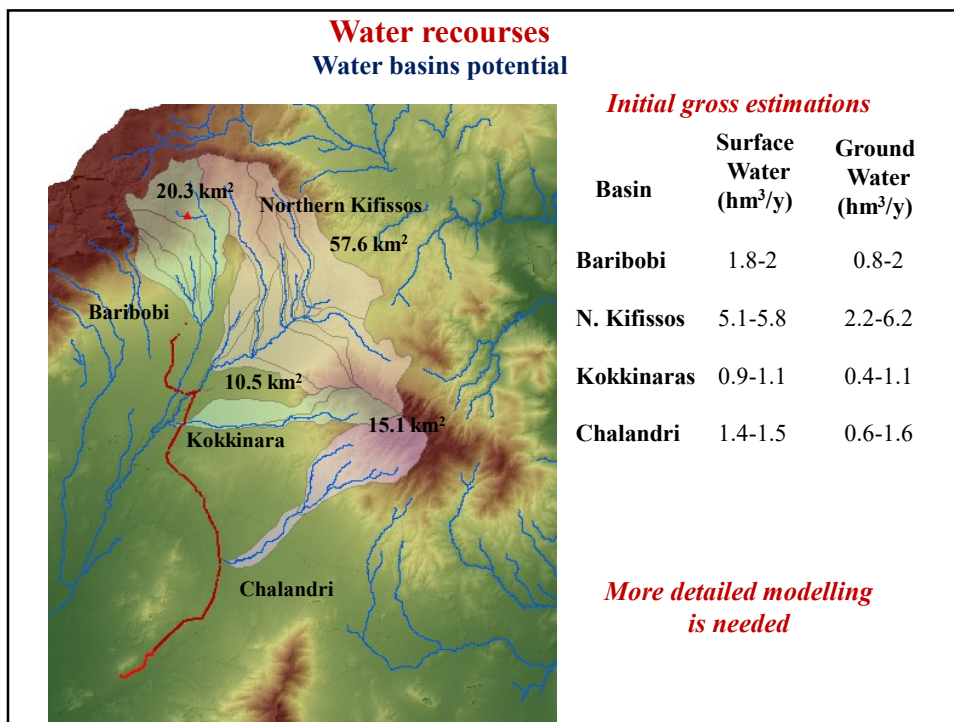 Water recourses
Water basins potential
20.3 km²
Northern Kifissos
57.6 km²
Baribobi
10.5 km²
15.1 km²
Kokkinara
Chalandri
Initial gross estimations
Basin Surface Water (hm³/y) Ground Water (hm³/y)
Baribobi 1.8-2 0.8-2
N. Kifissos 5.1-5.8 2.2-6.2
Kokkinaras 0.9-1.1 0.4-1.1
Chalandri 1.4-1.5 0.6-1.6
More detailed modelling
is needed